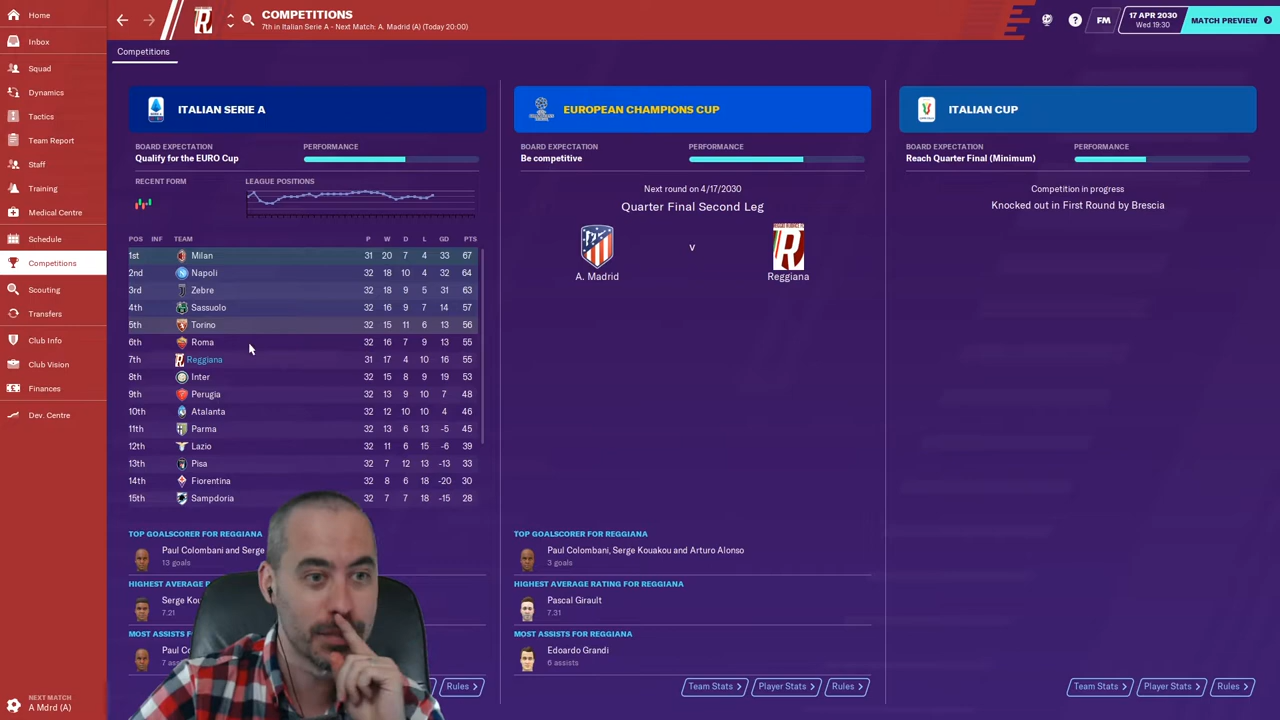 Home
Inbox
Squad
Dynamics
Tactics
Team Report
Staff
Training
Medical Centre
Schedule
Competitions
Scouting
Transfers
Club Info
Club Vision
Finances
Dev. Centre
NEXT MATCH
A Mdrd (A)
COMPETITIONS
7th in Italian Serie A - Next Match: A. Madrid (A) (Today 20:00)
FM
17 APR 2030
Wed 19:30
MATCH PREVIEW
Competitions
ITALIAN SERIE A
BOARD EXPECTATION PERFORMANCE
Qualify for the EURO Cup
RECENT FORM LEAGUE POSITIONS
POS INF TEAM P W D L GD PTS
1st Milan 31 20 7 4 33 67
2nd Napoli 32 18 10 4 32 64
3rd Zebre 32 18 9 5 31 63
4th Sassuolo 32 16 9 7 14 57
5th Torino 32 15 11 6 13 56
6th Roma 32 16 7 9 13 55
7th Reggiana 31 17 4 10 16 55
8th Inter 32 15 8 9 19 53
9th Perugia 32 13 9 10 7 48
10th Atalanta 32 12 10 10 4 46
11th Parma 32 13 6 13 -5 45
12th Lazio 32 11 6 15 -6 39
13th Pisa 32 7 12 13 -13 33
14th Fiorentina 32 8 6 18 -20 30
15th Sampdoria 32 7 7 18 -15 28
TOP GOALSCORER FOR REGGIANA
Paul Colombani and Serge
13 goals
HIGHEST AVERAGE
Serge
7.21
MOST ASSISTS
Paul
7
Rules
EUROPEAN CHAMPIONS CUP
BOARD EXPECTATION PERFORMANCE
Be competitive
Next round on 4/17/2030
Quarter Final Second Leg
v
A. Madrid Reggiana
TOP GOALSCORER FOR REGGIANA
Paul Colombani, Serge Kouakou and Arturo Alonso
3 goals
HIGHEST AVERAGE RATING FOR REGGIANA
Pascal Girault
7.31
MOST ASSISTS FOR REGGIANA
Edoardo Grandi
6 assists
Team Stats Player Stats Rules
ITALIAN CUP
BOARD EXPECTATION PERFORMANCE
Reach Quarter Final (Minimum)
Competition in progress
Knocked out in First Round by Brescia
Team Stats Player Stats Rules